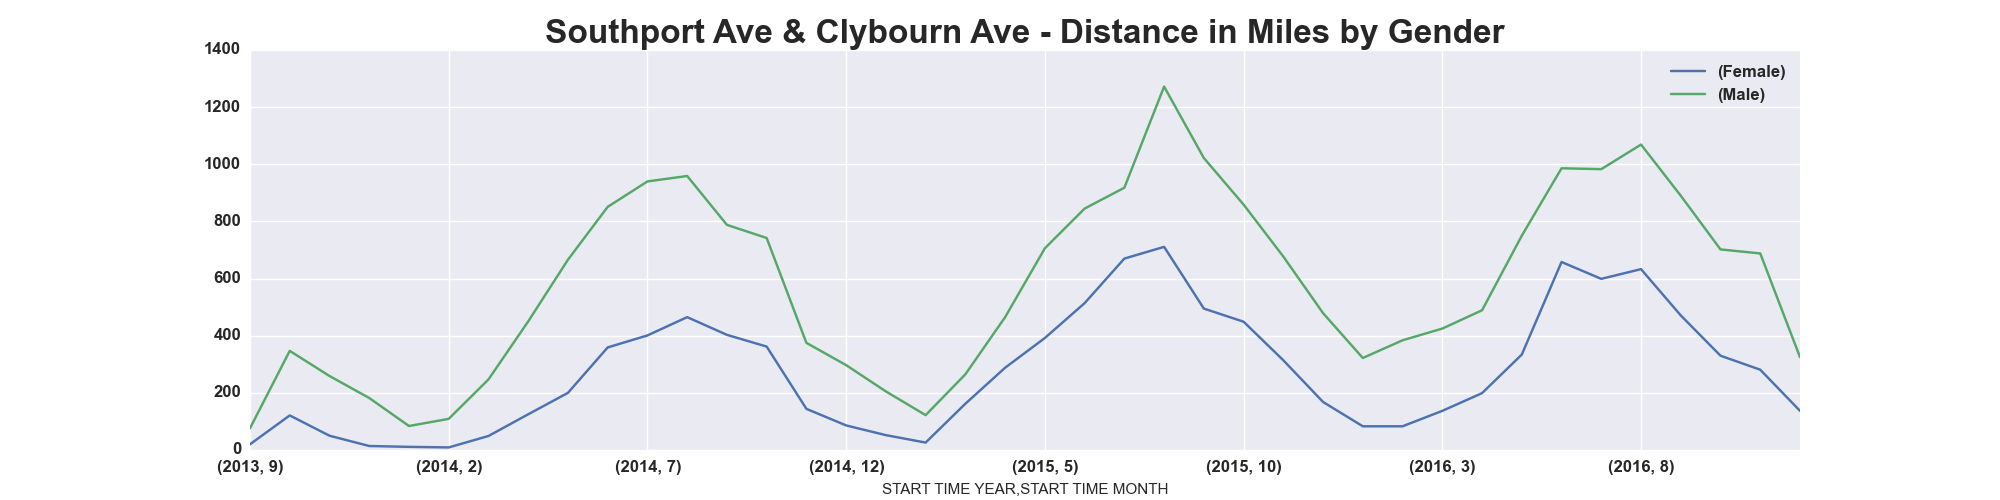 Southport Ave & Clybourn Ave - Distance in Miles by Gender
1400
1200
1000
800
600
400
200
0
(Female)
(Male)
(2013, 9) (2014, 2) (2014, 7) (2014, 12) (2015, 5) (2015, 10) (2016, 3) (2016, 8)
START TIME YEAR,START TIME MONTH